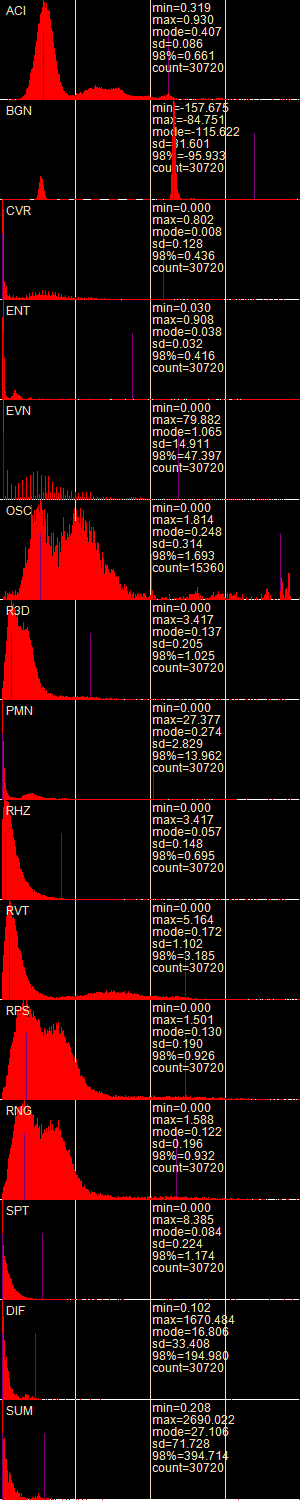 ACI
min=0.319
max=0.930
mode=0.407
sd=0.086
98%=0.661
count=30720
BGN
min=-157.675
max=-84.751
mode=-115.622
sd=31.601
98%=-95.933
count=30720
CVR
min=0.000
max=0.802
mode=0.008
sd=0.128
98%=0.436
count=30720
ENT
min=0.030
max=0.908
mode=0.038
sd=0.032
98%=0.416
count=30720
EVN
min=0.000
max=79.882
mode=1.065
sd=14.911
98%=47.397
count=30720
OSC
min=0.000
max=1.814
mode=0.248
sd=0.314
98%=1.693
count=15360
R3D
min=0.000
max=3.417
mode=0.137
sd=0.205
98%=1.025
count=30720
PMN
min=0.000
max=27.377
mode=0.274
sd=2.829
98%=13.962
count=30720
RHZ
min=0.000
max=3.417
mode=0.057
sd=0.148
98%=0.695
count=30720
RVT
min=0.000
max=5.164
mode=0.172
sd=1.102
98%=3.185
count=30720
RPS
min=0.000
max=1.501
mode=0.130
sd=0.190
98%=0.926
count=30720
RNG
min=0.000
max=1.588
mode=0.122
sd=0.196
98%=0.932
count=30720
SPT
min=0.000
max=8.385
mode=0.084
sd=0.224
98%=1.174
count=30720
DIF
min=0.102
max=1670.484
mode=16.806
sd=33.408
98%=194.980
count=30720
SUM
min=0.208
max=2690.022
mode=27.106
sd=71.728
98%=394.714
count=30720